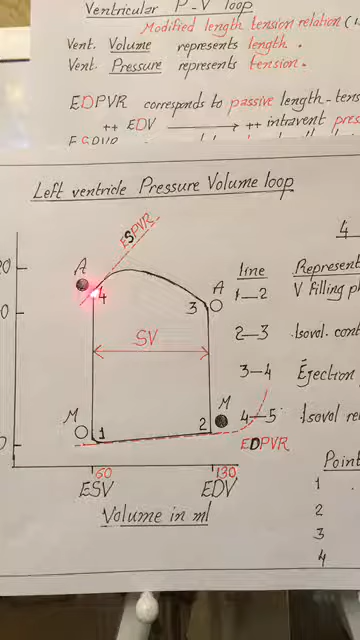 Ventricular P-V loop
Modified length tension relation
Vent. Volume represents length.
Vent. Pressure represents tension.
EDPVR corresponds to passive length-tens
++ EDV → ++ intravent pres
Left ventricle Pressure Volume loop
ESPVR
4
A
4
A
3
20
0
0
SV
M
1
2
M
EDPVR
60
130
ESV
EDV
Volume in ml
line Represent
1—2 V filling ph
2—3 Isovol. cont
3—4 Ejection
4—5 Isovol re
Point
1
2
3
4